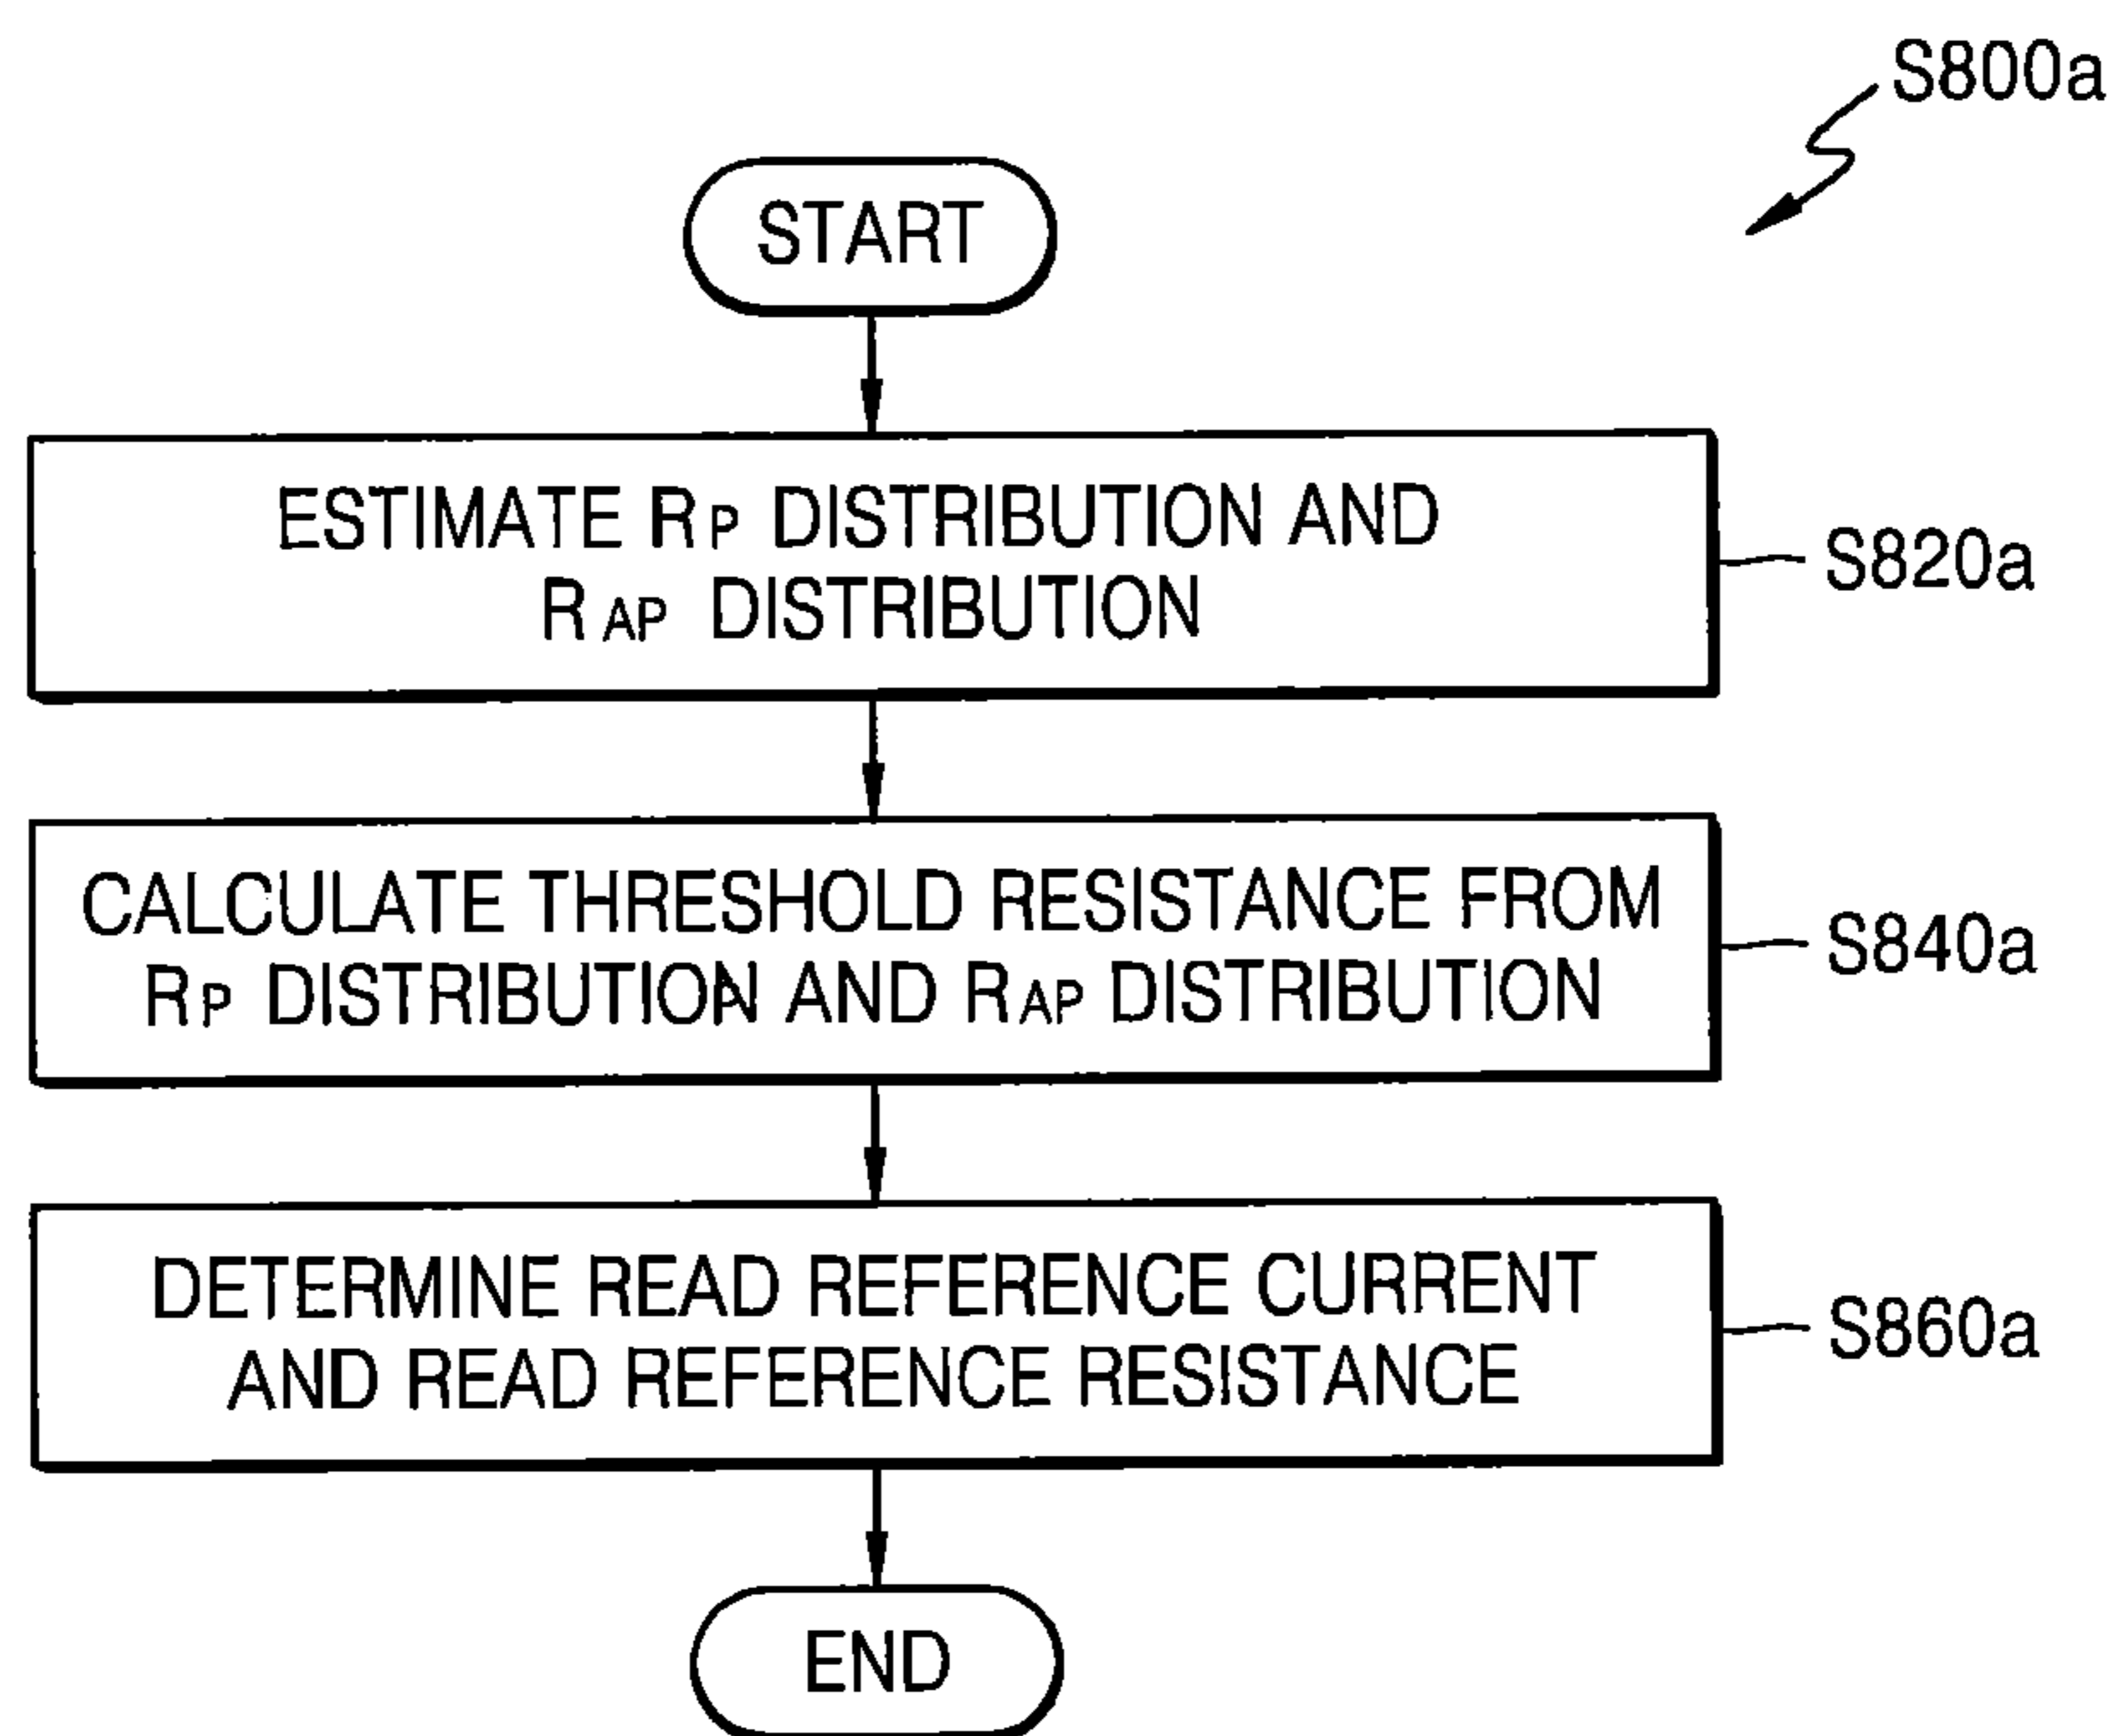 S800a
START
ESTIMATE RP DISTRIBUTION AND
RAP DISTRIBUTION
S820a
CALCULATE THRESHOLD RESISTANCE FROM
RP DISTRIBUTION AND RAP DISTRIBUTION
S840a
DETERMINE READ REFERENCE CURRENT
AND READ REFERENCE RESISTANCE
S860a
END